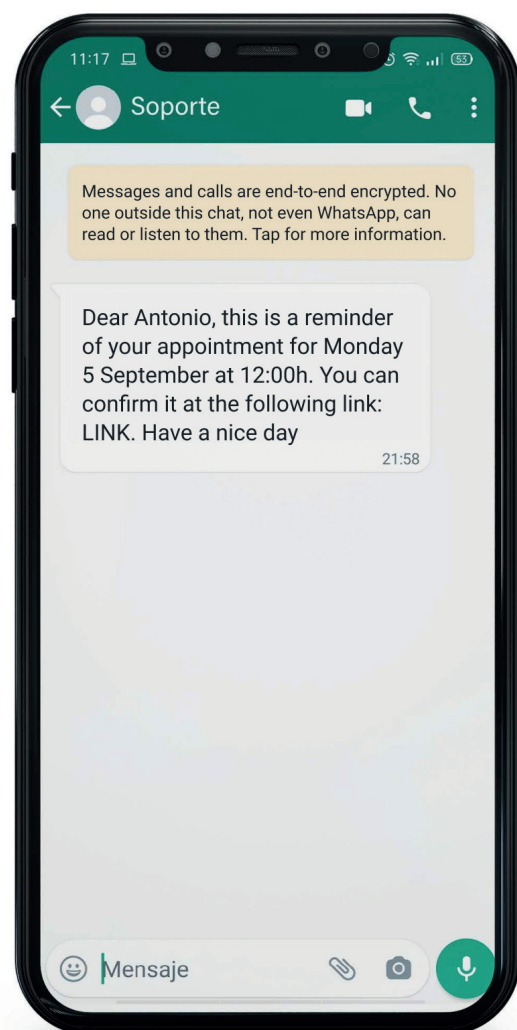 11:17
53
Soporte
Messages and calls are end-to-end encrypted. No
one outside this chat, not even WhatsApp, can
read or listen to them. Tap for more information.
Dear Antonio, this is a reminder
of your appointment for Monday
5 September at 12:00h. You can
confirm it at the following link:
LINK. Have a nice day
21:58
Mensaje